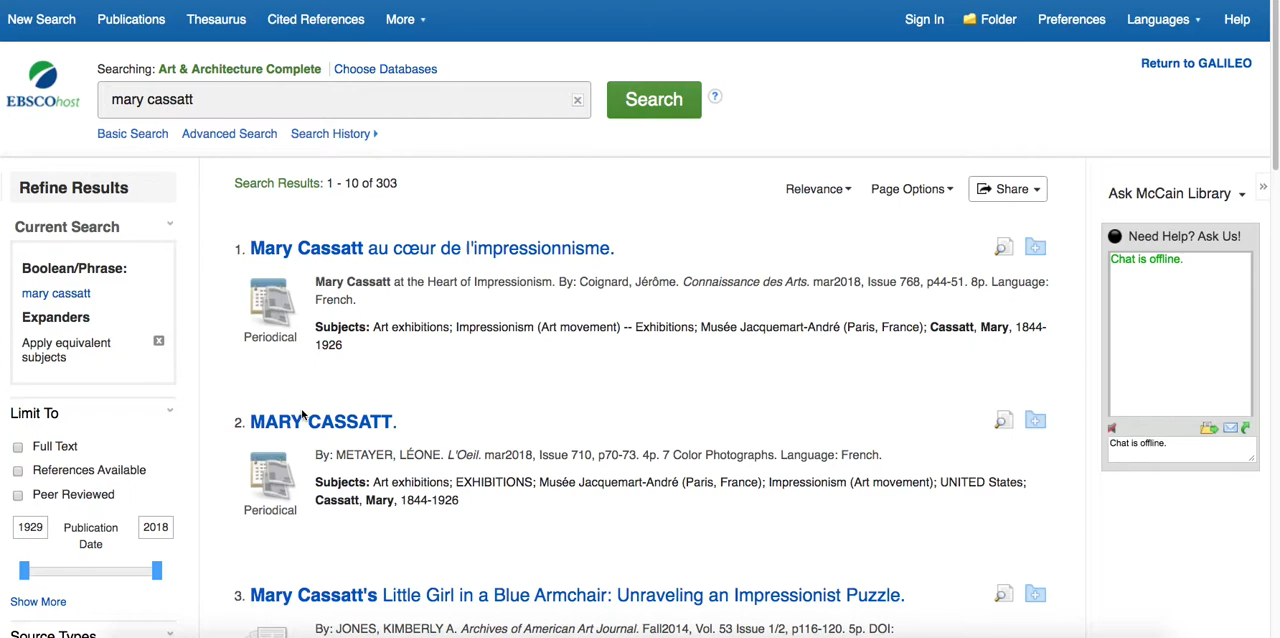 New Search Publications Thesaurus Cited References More Sign In Folder Preferences Languages Help
Searching: Art & Architecture Complete Choose Databases
Return to GALILEO
EBSCOhost
mary cassatt
Search
?
Basic Search Advanced Search Search History
Refine Results
Current Search
Boolean/Phrase:
mary cassatt
Expanders
Apply equivalent
subjects
Limit To
Full Text
References Available
Peer Reviewed
1929 Publication 2018
Date
Show More
Source Types
Search Results: 1 - 10 of 303
Relevance Page Options Share
1. Mary Cassatt au cœur de l'impressionnisme.
Mary Cassatt at the Heart of Impressionism. By: Coignard, Jérôme. Connaissance des Arts. mar2018, Issue 768, p44-51. 8p. Language:
French.
Periodical
Subjects: Art exhibitions; Impressionism (Art movement) -- Exhibitions; Musée Jacquemart-André (Paris, France); Cassatt, Mary, 1844-
1926
2. MARY CASSATT.
By: METAYER, LÉONE. L'Oeil. mar2018, Issue 710, p70-73. 4p. 7 Color Photographs. Language: French.
Periodical
Subjects: Art exhibitions; EXHIBITIONS; Musée Jacquemart-André (Paris, France); Impressionism (Art movement); UNITED States;
Cassatt, Mary, 1844-1926
3. Mary Cassatt's Little Girl in a Blue Armchair: Unraveling an Impressionist Puzzle.
By: JONES, KIMBERLY A. Archives of American Art Journal. Fall2014, Vol. 53 Issue 1/2, p116-120. 5p. DOI:
Ask McCain Library
Need Help? Ask Us!
Chat is offline.
Chat is offline.